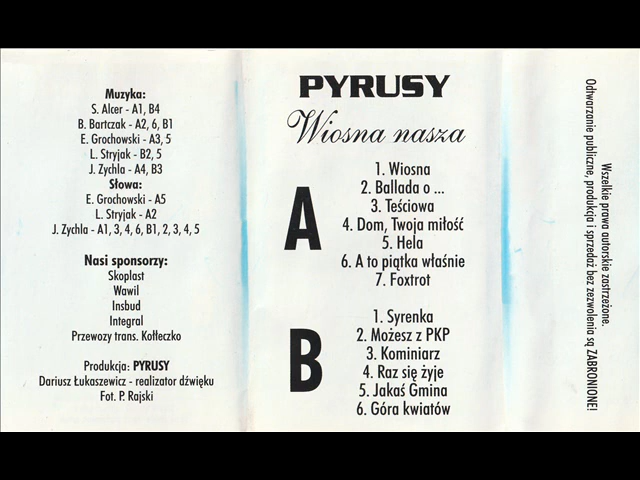 Muzyka:
S. Alcer - A1, B4
B. Bartczak - A2, 6, B1
E. Grochowski - A3, 5
L. Stryjak - B2, 5
J. Zychla - A4, B3
Słowa:
E. Grochowski - A5
L. Stryjak - A2
J. Zychla - A1, 3, 4, 6, B1, 2, 3, 4, 5
Nasi sponsorzy:
Skoplast
Wawil
Insbud
Integral
Przewozy trans. Kotłeczko
Produkcja: PYRUSY
Dariusz Łukaszewicz - realizator dźwięku
Fot. P. Rajski
PYRUSY
Wiosna nasza
A
1. Wiosna
2. Ballada o ...
3. Teściowa
4. Dom, Twoja miłość
5. Hela
6. A to piątka właśnie
7. Foxtrot
B
1. Syrenka
2. Możesz z PKP
3. Kominiarz
4. Raz się żyje
5. Jakaś Gmina
6. Góra kwiatów
Wszelkie prawa autorskie zastrzeżone.
Odtwarzanie publiczne, produkcja i sprzedaż bez zezwolenia są ZABRONIONE!